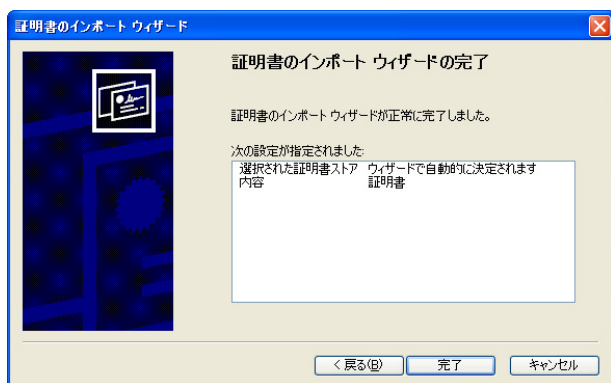 証明書のインポート ウィザード
証明書のインポート ウィザードの完了
証明書のインポート ウィザードが正常に完了しました。
次の設定が指定されました:
選択された証明書ストア ウィザードで自動的に決定されます
内容 証明書
< 戻る(B) 完了 キャンセル